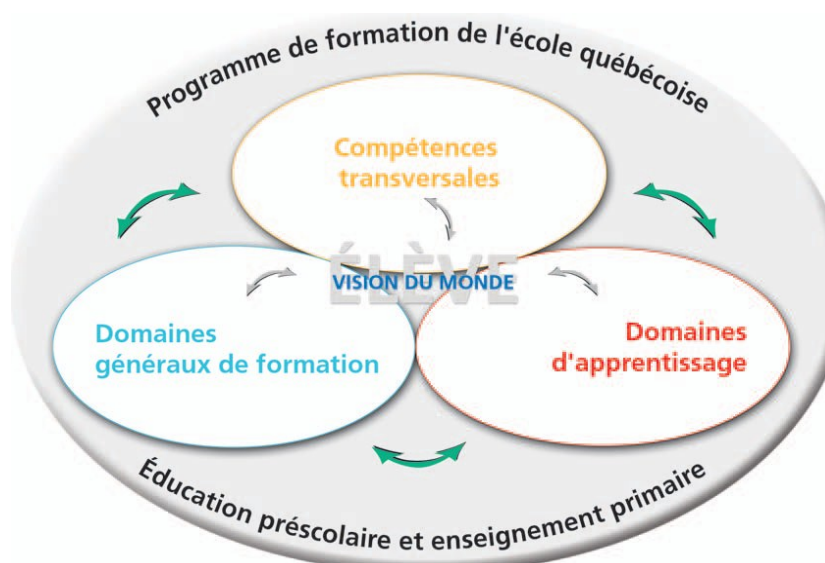 Programme de formation de l'école québécoise
Compétences
transversales
ÉLÈVE
VISION DU MONDE
Domaines
généraux de formation
Domaines
d'apprentissage
Éducation préscolaire et enseignement primaire